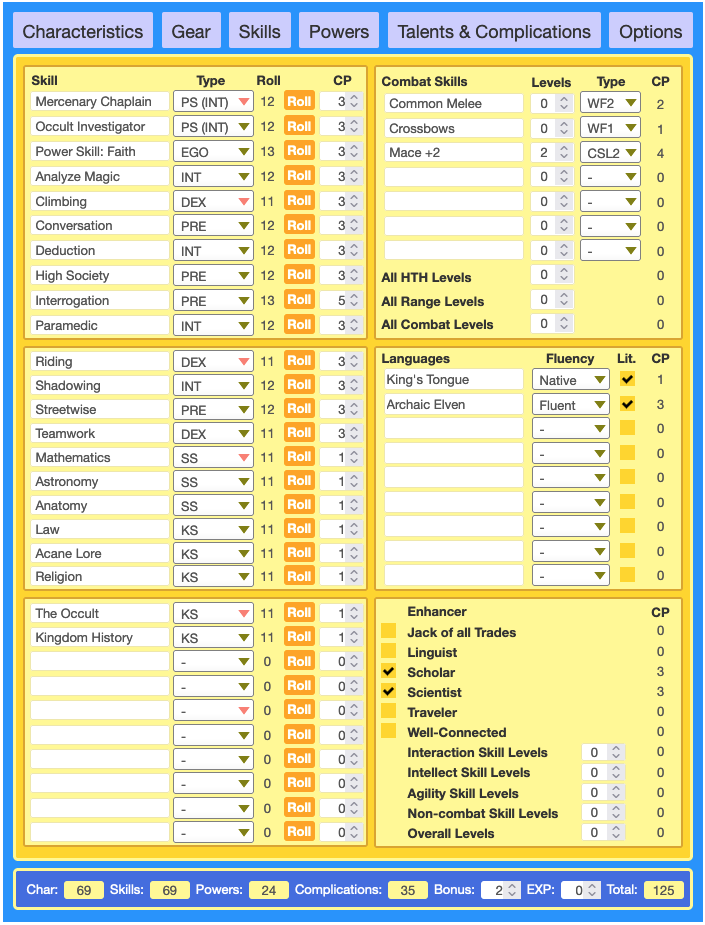 Characteristics Gear Skills Powers Talents & Complications Options
Skill Type Roll CP
Mercenary Chaplain PS (INT) 12 Roll 3
Occult Investigator PS (INT) 12 Roll 3
Power Skill: Faith EGO 13 Roll 3
Analyze Magic INT 12 Roll 3
Climbing DEX 11 Roll 3
Conversation PRE 12 Roll 3
Deduction INT 12 Roll 3
High Society PRE 12 Roll 3
Interrogation PRE 13 Roll 5
Paramedic INT 12 Roll 3
Combat Skills Levels Type CP
Common Melee 0 WF2 2
Crossbows 0 WF1 1
Mace +2 2 CSL2 4
0 - 0
0 - 0
0 - 0
0 - 0
All HTH Levels 0 0
All Range Levels 0 0
All Combat Levels 0 0
Riding DEX 11 Roll 3
Shadowing INT 12 Roll 3
Streetwise PRE 12 Roll 3
Teamwork DEX 11 Roll 3
Mathematics SS 11 Roll 1
Astronomy SS 11 Roll 1
Anatomy SS 11 Roll 1
Law KS 11 Roll 1
Acane Lore KS 11 Roll 1
Religion KS 11 Roll 1
Languages Fluency Lit. CP
King's Tongue Native 1
Archaic Elven Fluent 3
- 0
- 0
- 0
- 0
- 0
- 0
- 0
The Occult KS 11 Roll 1
Kingdom History KS 11 Roll 1
- 0 Roll 0
- 0 Roll 0
- 0 Roll 0
- 0 Roll 0
- 0 Roll 0
- 0 Roll 0
- 0 Roll 0
- 0 Roll 0
Enhancer CP
Jack of all Trades 0
Linguist 0
Scholar 3
Scientist 3
Traveler 0
Well-Connected 0
Interaction Skill Levels 0 0
Intellect Skill Levels 0 0
Agility Skill Levels 0 0
Non-combat Skill Levels 0 0
Overall Levels 0 0
Char: 69 Skills: 69 Powers: 24 Complications: 35 Bonus: 2 EXP: 0 Total: 125